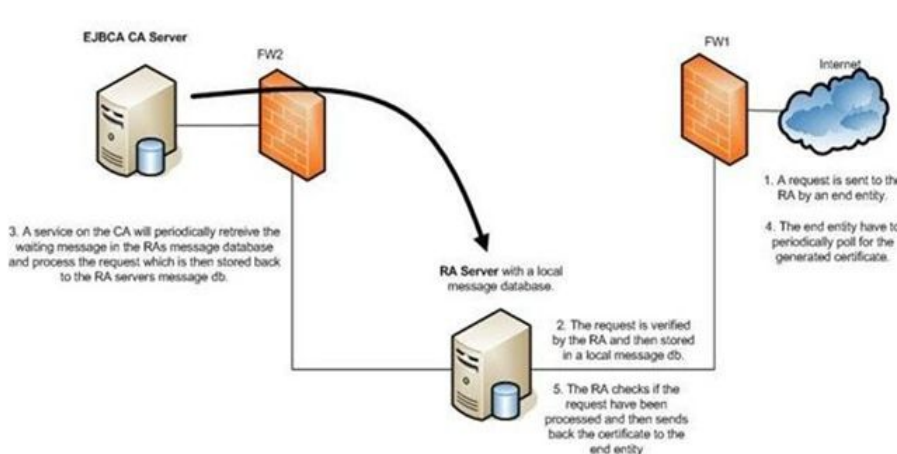 EJBCA CA Server
FW2
FW1
Internet
1. A request is sent to the
RA by an end entity.
4. The end entity have to
periodically poll for the
generated certificate.
3. A service on the CA will periodically retreive the
waiting message in the RAs message database
and process the request which is then stored back
to the RA servers message db.
RA Server with a local
message database.
2. The request is verified
by the RA and then stored
in a local message db.
5. The RA checks if the
request have been
processed and then sends
back the certificate to the
end entity